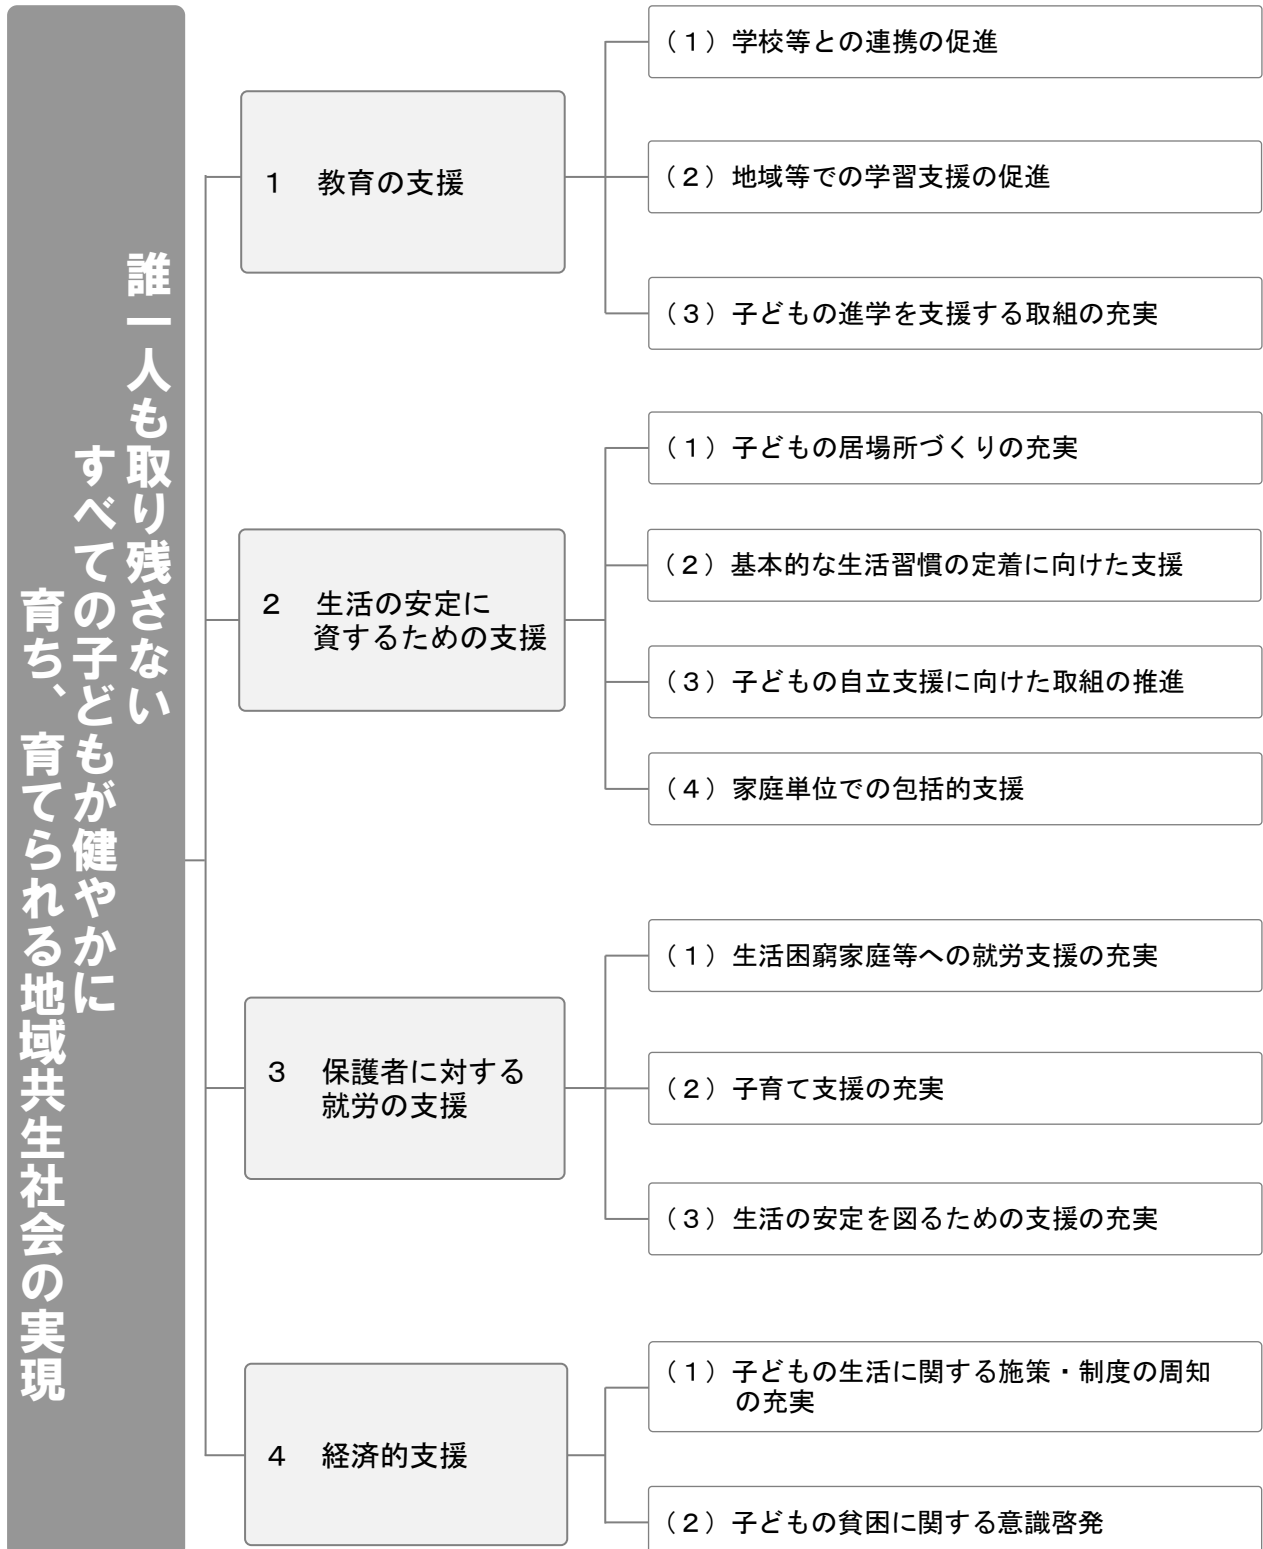 誰一人も取り残さない
すべての子どもが健やかに
育ち、育てられる地域共生社会の実現
１　教育の支援
（１）学校等との連携の促進
（２）地域等での学習支援の促進
（３）子どもの進学を支援する取組の充実
２　生活の安定に
資するための支援
（１）子どもの居場所づくりの充実
（２）基本的な生活習慣の定着に向けた支援
（３）子どもの自立支援に向けた取組の推進
（４）家庭単位での包括的支援
３　保護者に対する
就労の支援
（１）生活困窮家庭等への就労支援の充実
（２）子育て支援の充実
（３）生活の安定を図るための支援の充実
４　経済的支援
（１）子どもの生活に関する施策・制度の周知
の充実
（２）子どもの貧困に関する意識啓発